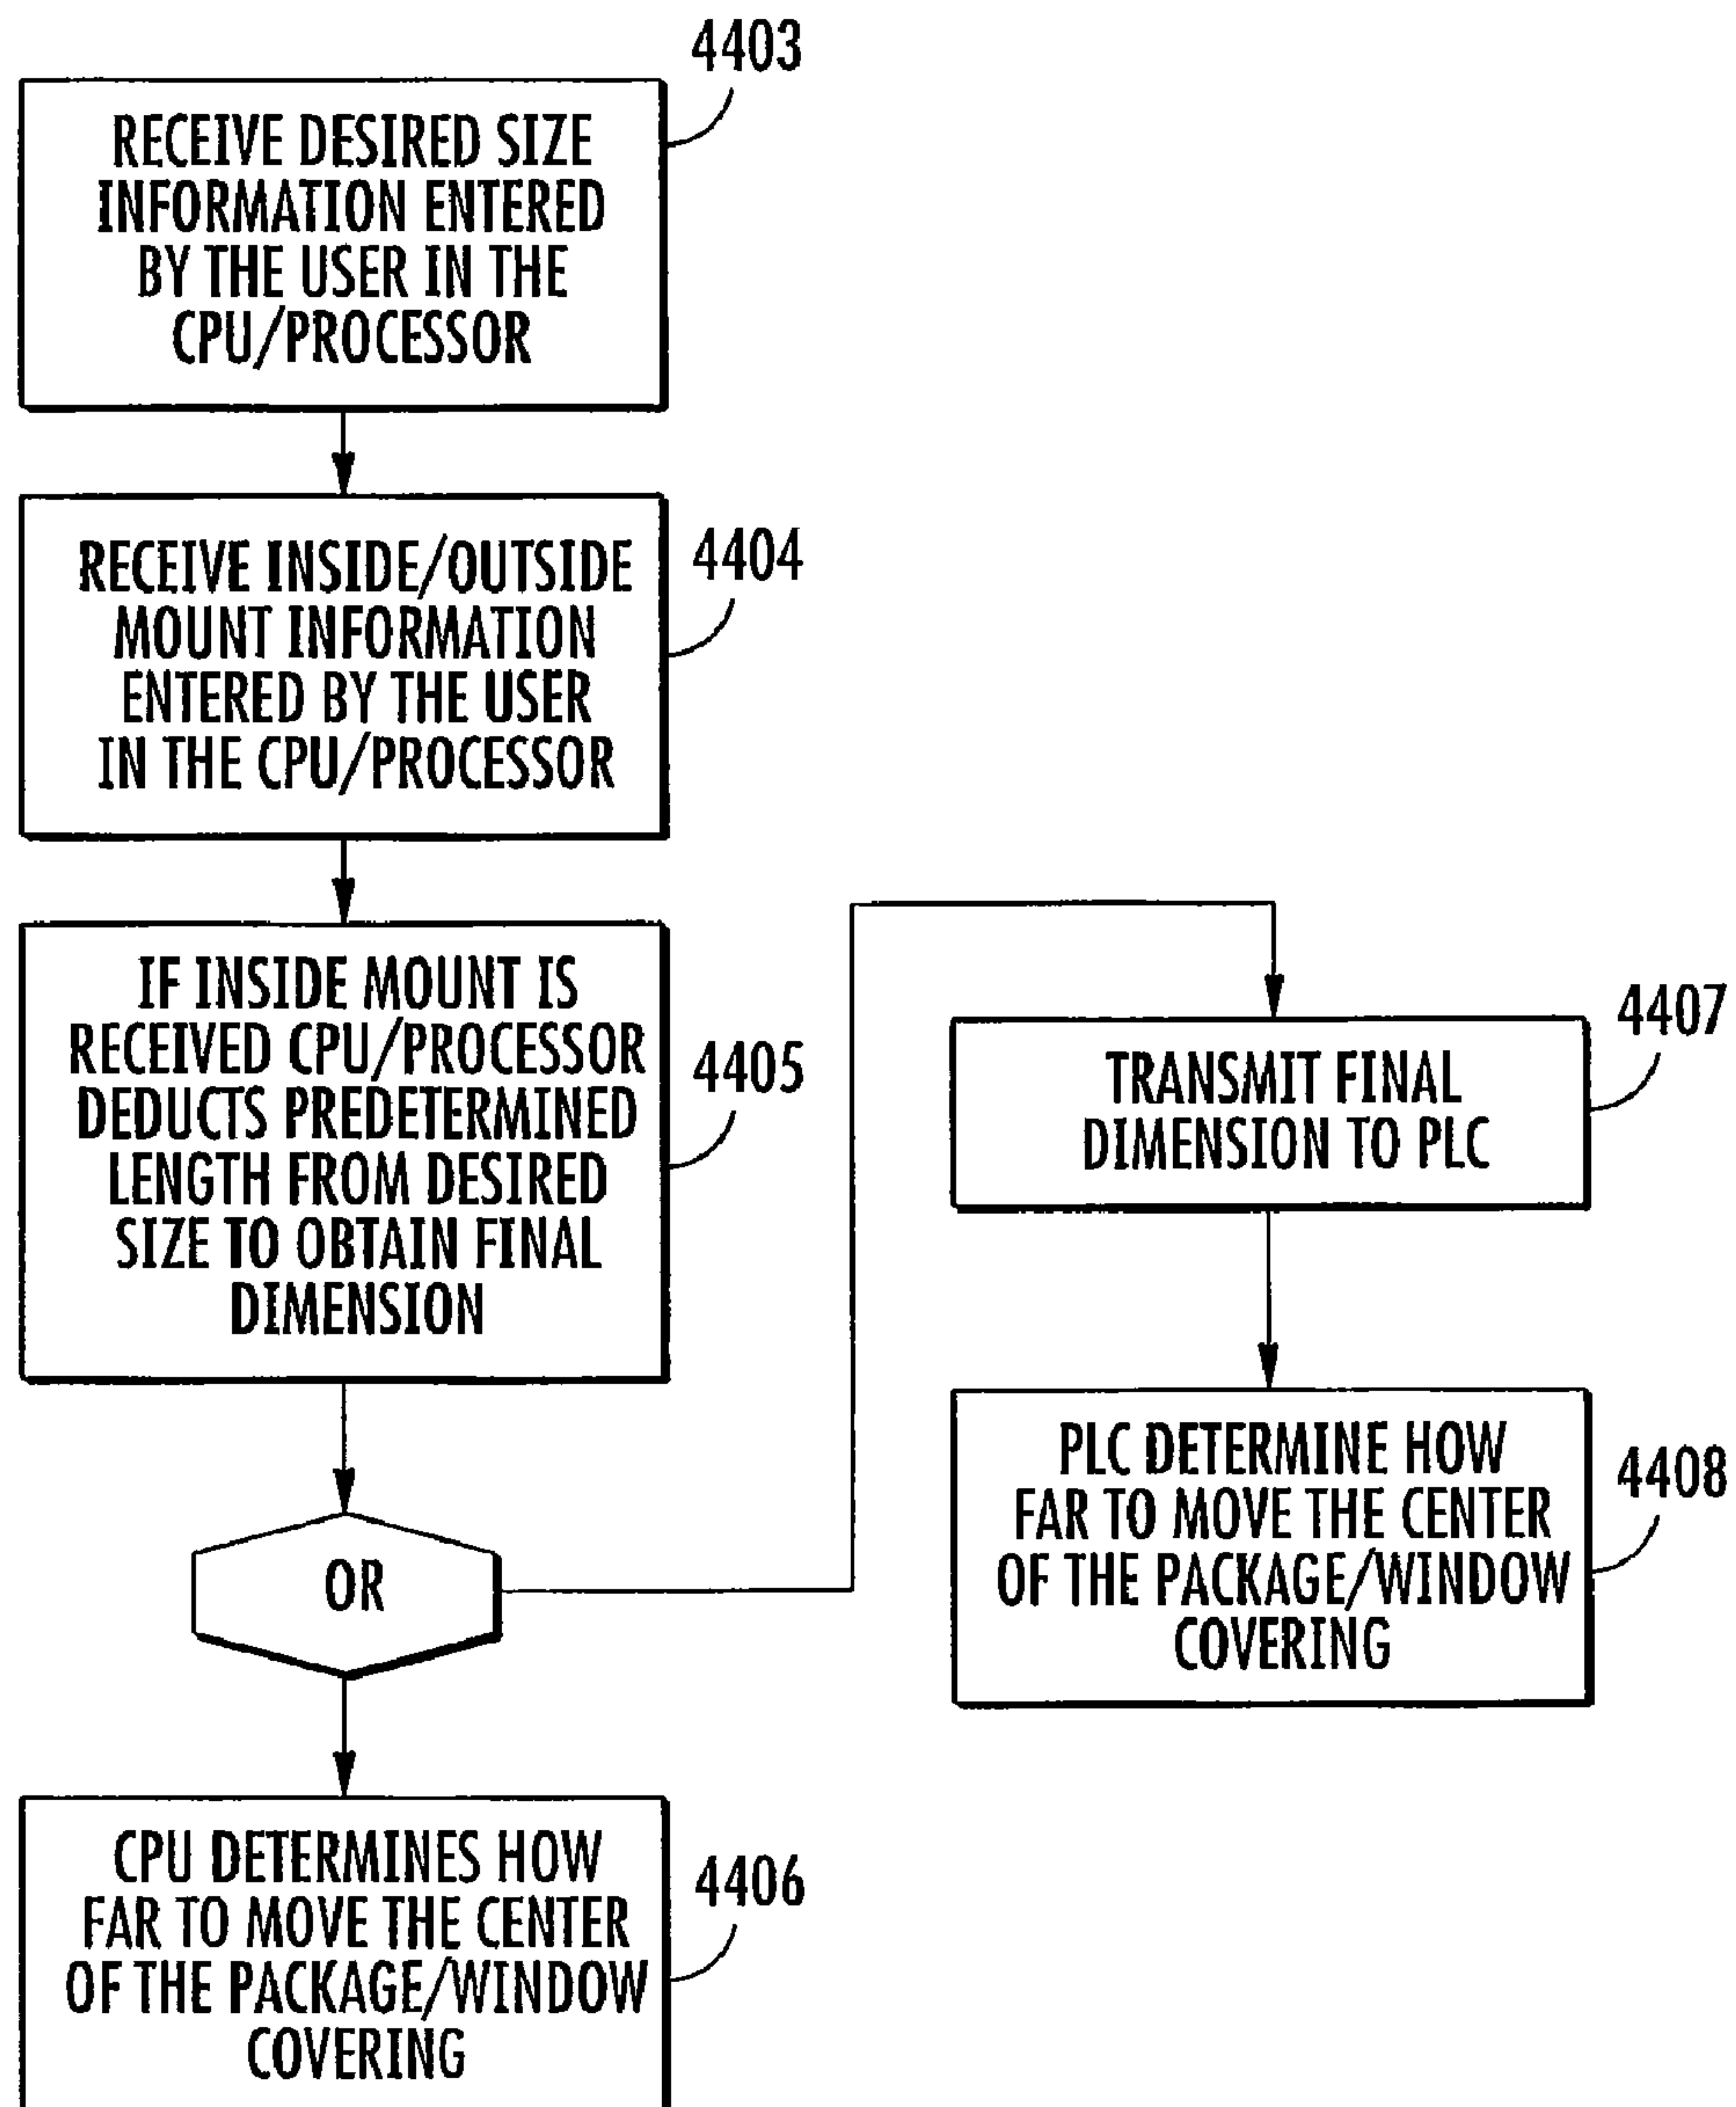 4403
RECEIVE DESIRED SIZE
INFORMATION ENTERED
BY THE USER IN THE
CPU/PROCESSOR
4404
RECEIVE INSIDE/OUTSIDE
MOUNT INFORMATION
ENTERED BY THE USER
IN THE CPU/PROCESSOR
4405
IF INSIDE MOUNT IS
RECEIVED CPU/PROCESSOR
DEDUCTS PREDETERMINED
LENGTH FROM DESIRED
SIZE TO OBTAIN FINAL
DIMENSION
OR
4406
CPU DETERMINES HOW
FAR TO MOVE THE CENTER
OF THE PACKAGE/WINDOW
COVERING
4407
TRANSMIT FINAL
DIMENSION TO PLC
4408
PLC DETERMINE HOW
FAR TO MOVE THE CENTER
OF THE PACKAGE/WINDOW
COVERING